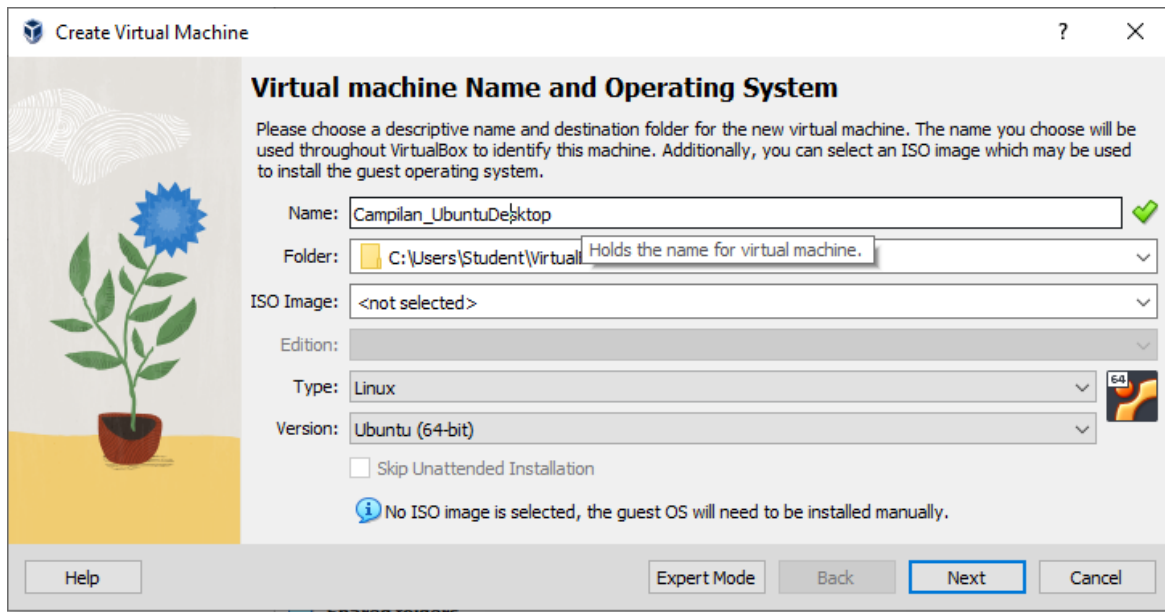 Create Virtual Machine
?
Virtual machine Name and Operating System
Please choose a descriptive name and destination folder for the new virtual machine. The name you choose will be
used throughout VirtualBox to identify this machine. Additionally, you can select an ISO image which may be used
to install the guest operating system.
Name: Campilan_UbuntuDesktop
Holds the name for virtual machine.
Folder: C:\Users\Student\Virtual
ISO Image: <not selected>
Edition:
Type: Linux
64
Version: Ubuntu (64-bit)
Skip Unattended Installation
No ISO image is selected, the guest OS will need to be installed manually.
Help Expert Mode Back Next Cancel